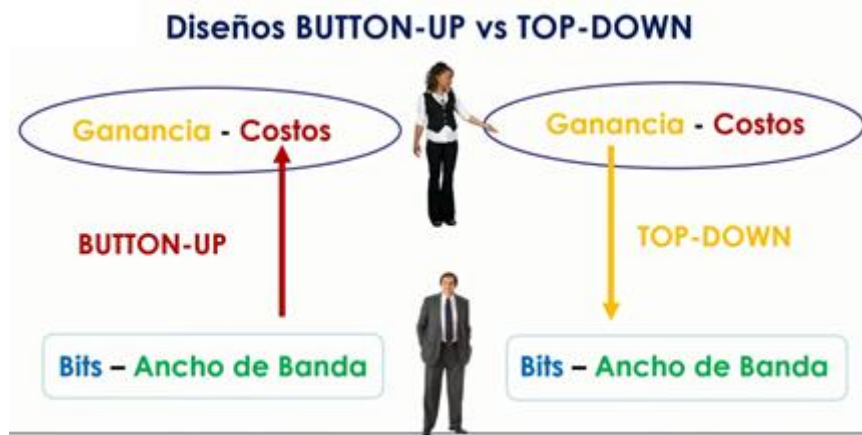 Diseños BUTTON-UP vs TOP-DOWN
Ganancia - Costos
Ganancia - Costos
BUTTON-UP
TOP-DOWN
Bits – Ancho de Banda
Bits – Ancho de Banda